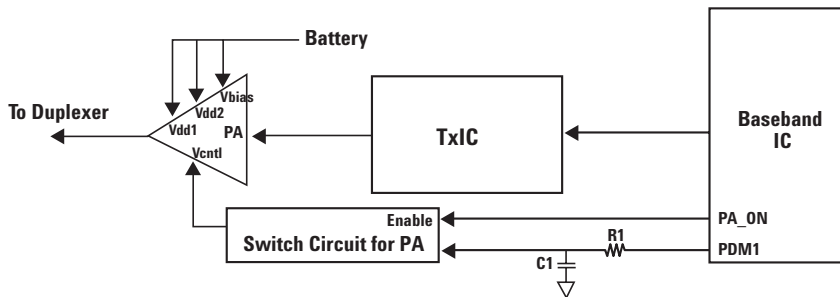 Battery
To Duplexer
Vbias
Vdd2
Vdd1
PA
Vcntl
TxIC
Baseband
IC
Enable
Switch Circuit for PA
PA_ON
R1
PDM1
C1